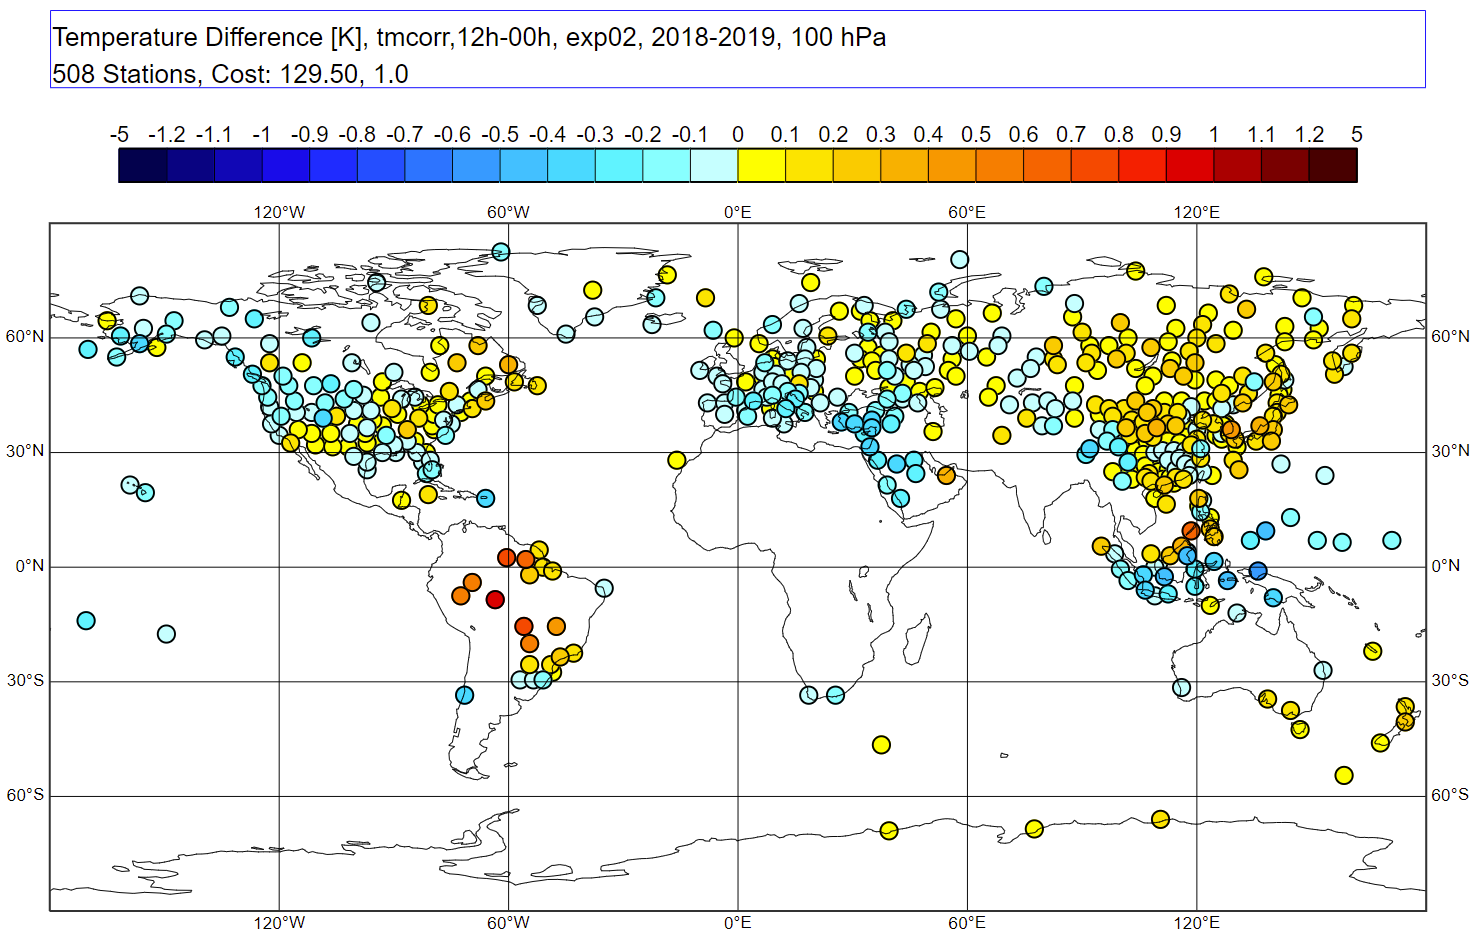 Temperature Difference [K], tmcorr,12h-00h, exp02, 2018-2019, 100 hPa
508 Stations, Cost: 129.50, 1.0
-5 -1.2 -1.1 -1 -0.9 -0.8 -0.7 -0.6 -0.5 -0.4 -0.3 -0.2 -0.1 0 0.1 0.2 0.3 0.4 0.5 0.6 0.7 0.8 0.9 1 1.1 1.2 5
120°W 60°W 0°E 60°E 120°E
60°N 60°N
30°N 30°N
0°N 0°N
30°S 30°S
60°S 60°S
120°W 60°W 0°E 60°E 120°E